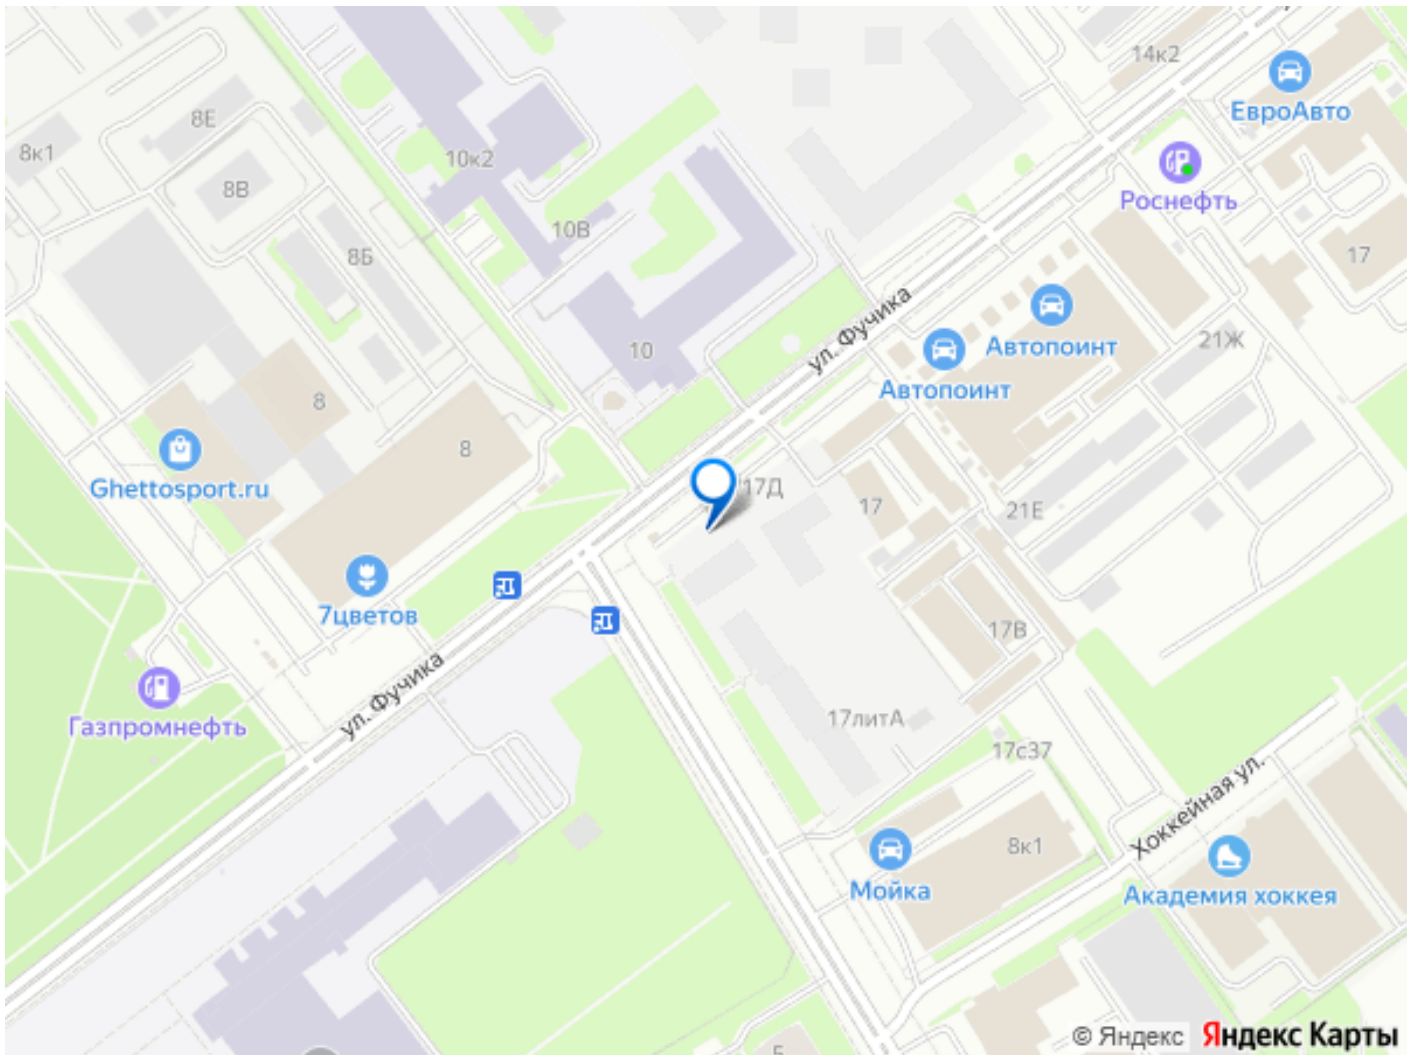 14к2
ЕвроАвто
8Е
8к1
10к2
8В
Роснефть
10В
8Б
17
ул. Фучика
21Ж
Автопоинт
10
Автопоинт
8
8
Ghettosport.ru
17Д
17
21Е
7цветов
17В
ул. Фучика
Газпромнефть
17литА
17с37
Хоккейная ул.
8к1
Мойка
Академия хоккея
© Яндекс Яндекс Карты